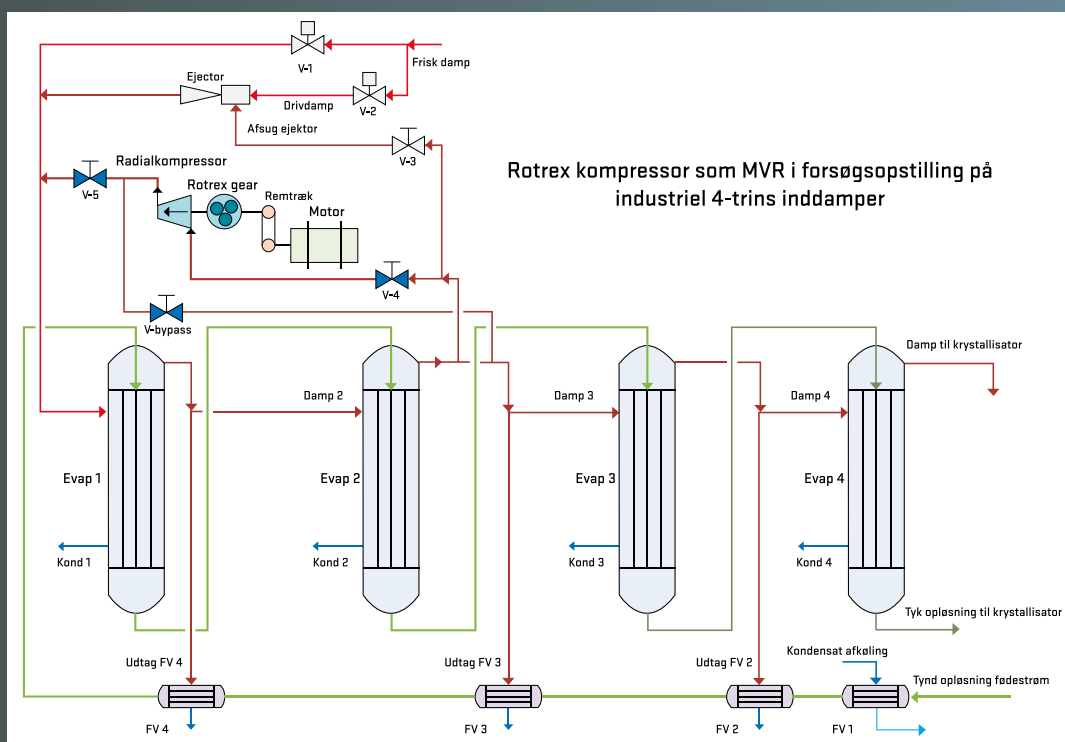 V-1
Frisk damp
Ejector
V-2
Drivdamp
Afsug ejektor
V-3
Rotrex kompressor som MVR i forsøgsopstilling på
industriel 4-trins inddamper
Radialkompressor
V-5
Rotrex gear
Remtræk
Motor
V-4
V-bypass
Damp til krystallisator
Damp 2
Damp 3
Damp 4
Evap 1
Evap 2
Evap 3
Evap 4
Kond 1
Kond 2
Kond 3
Kond 4
Tyk opløsning til krystallisator
Kondensat afkøling
Udtag FV 4
Udtag FV 3
Udtag FV 2
Tynd opløsning fødestrøm
FV 4
FV 3
FV 2
FV 1